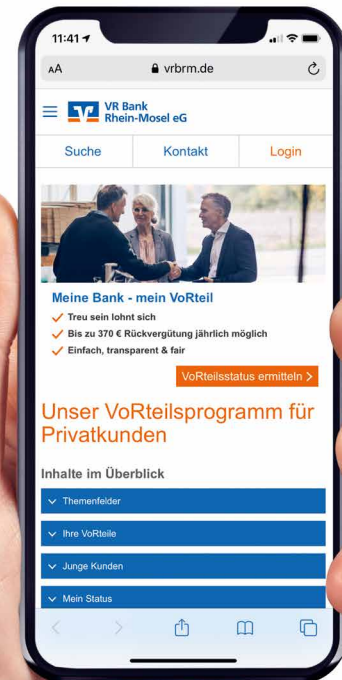 11:41
AA vrbrm.de
VR Bank
Rhein-Mosel eG
Suche Kontakt Login
Meine Bank - mein VoRteil
Treu sein lohnt sich
Bis zu 370 € Rückvergütung jährlich möglich
Einfach, transparent & fair
VoRteilsstatus ermitteln >
Unser VoRteilsprogramm für
Privatkunden
Inhalte im Überblick
Themenfelder
Ihre VoRteile
Junge Kunden
Mein Status